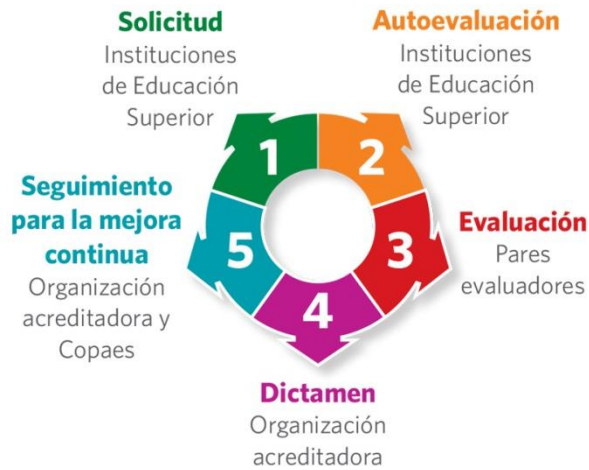 Solicitud
Instituciones
de Educación
Superior
1
Autoevaluación
Instituciones
de Educación
Superior
2
Evaluación
Pares
evaluadores
3
Dictamen
Organización
acreditadora
4
Seguimiento
para la mejora
continua
Organización
acreditadora y
Copaes
5